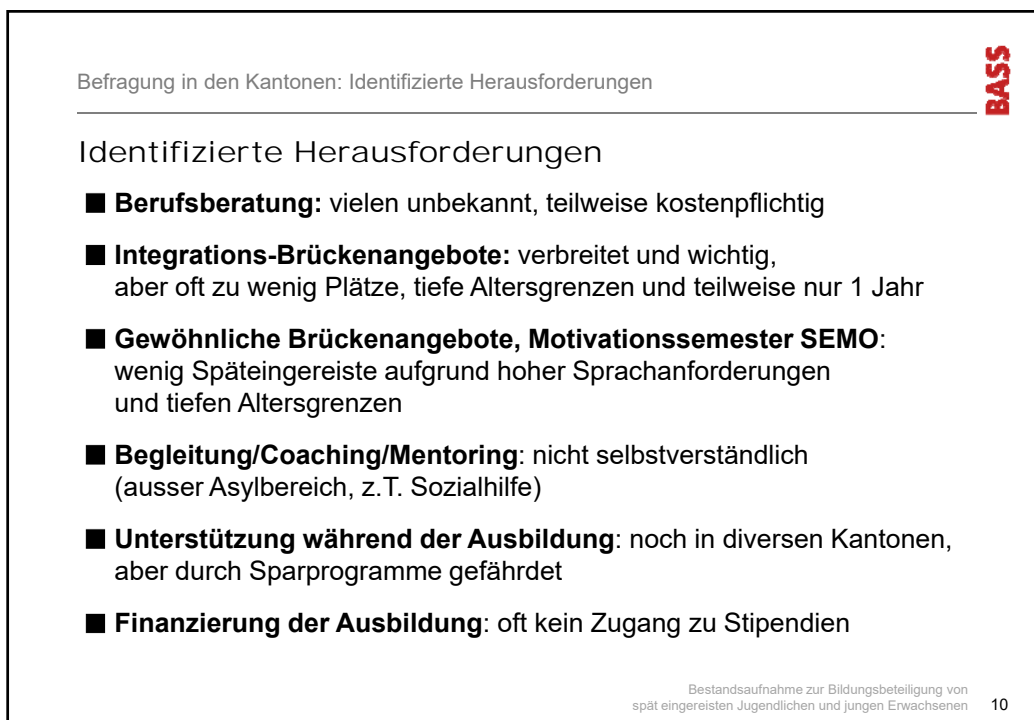 Befragung in den Kantonen: Identifizierte Herausforderungen
BASS
Identifizierte Herausforderungen
■ Berufsberatung: vielen unbekannt, teilweise kostenpflichtig
■ Integrations-Brückenangebote: verbreitet und wichtig,
aber oft zu wenig Plätze, tiefe Altersgrenzen und teilweise nur 1 Jahr
■ Gewöhnliche Brückenangebote, Motivationssemester SEMO:
wenig Späteingereiste aufgrund hoher Sprachanforderungen
und tiefen Altersgrenzen
■ Begleitung/Coaching/Mentoring: nicht selbstverständlich
(ausser Asylbereich, z.T. Sozialhilfe)
■ Unterstützung während der Ausbildung: noch in diversen Kantonen,
aber durch Sparprogramme gefährdet
■ Finanzierung der Ausbildung: oft kein Zugang zu Stipendien
Bestandsaufnahme zur Bildungsbeteiligung von
spät eingereisten Jugendlichen und jungen Erwachsenen 10